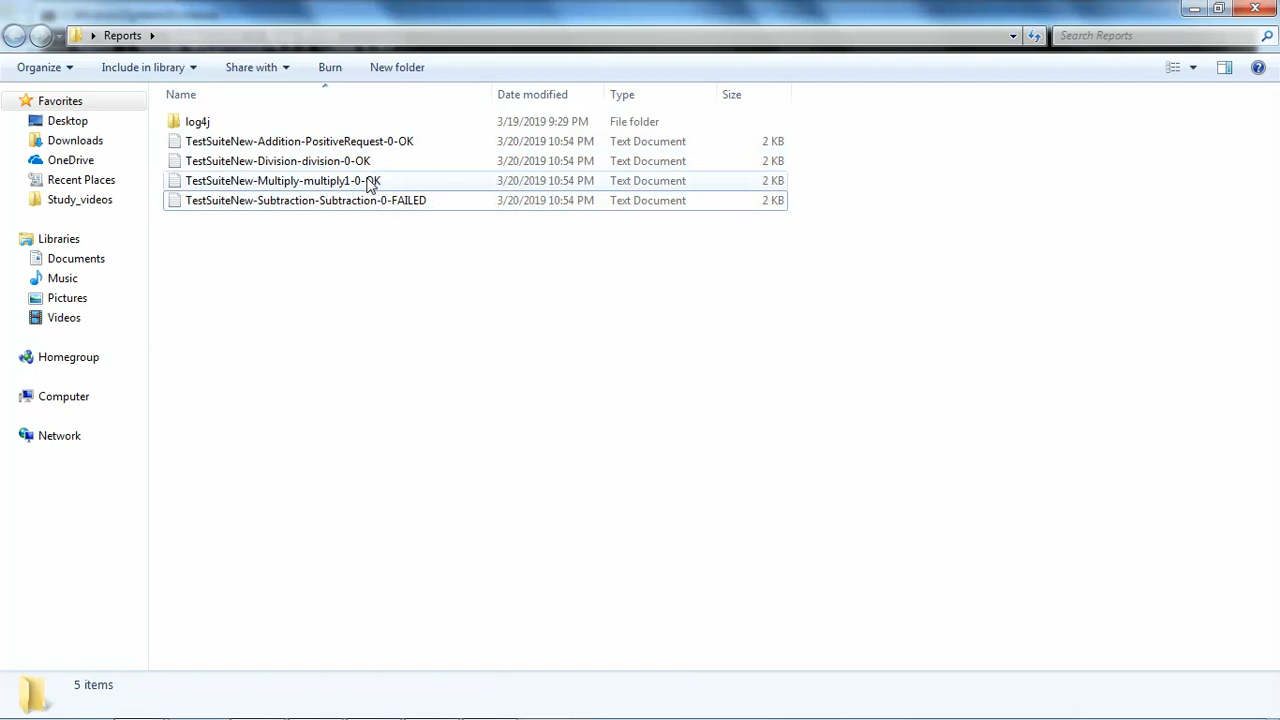 Reports
Search Reports
Organize Include in library Share with Burn New folder
Name Date modified Type Size
Favorites
Desktop
Downloads
OneDrive
Recent Places
Study_videos
Libraries
Documents
Music
Pictures
Videos
Homegroup
Computer
Network
log4j 3/19/2019 9:29 PM File folder
TestSuiteNew-Addition-PositiveRequest-0-OK 3/20/2019 10:54 PM Text Document 2 KB
TestSuiteNew-Division-division-0-OK 3/20/2019 10:54 PM Text Document 2 KB
TestSuiteNew-Multiply-multiply1-0-OK 3/20/2019 10:54 PM Text Document 2 KB
TestSuiteNew-Subtraction-Subtraction-0-FAILED 3/20/2019 10:54 PM Text Document 2 KB
5 items